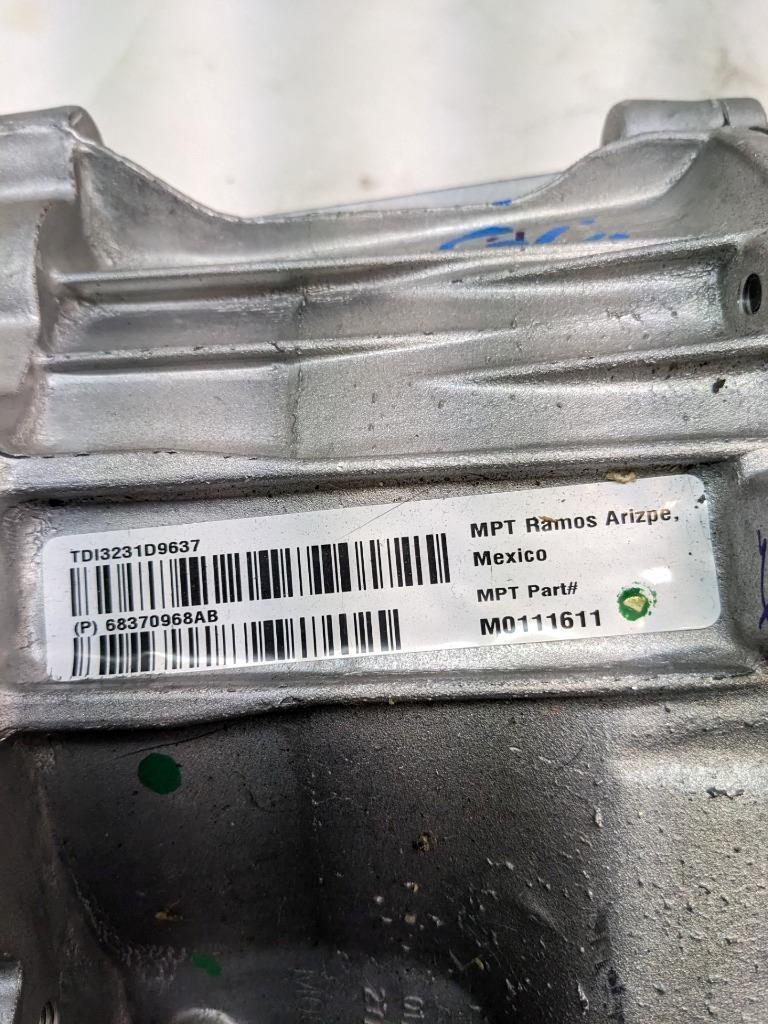 TDI3231D9637
(P) 68370968AB
MPT Ramos Arizpe,
Mexico
MPT Part#
M0111611